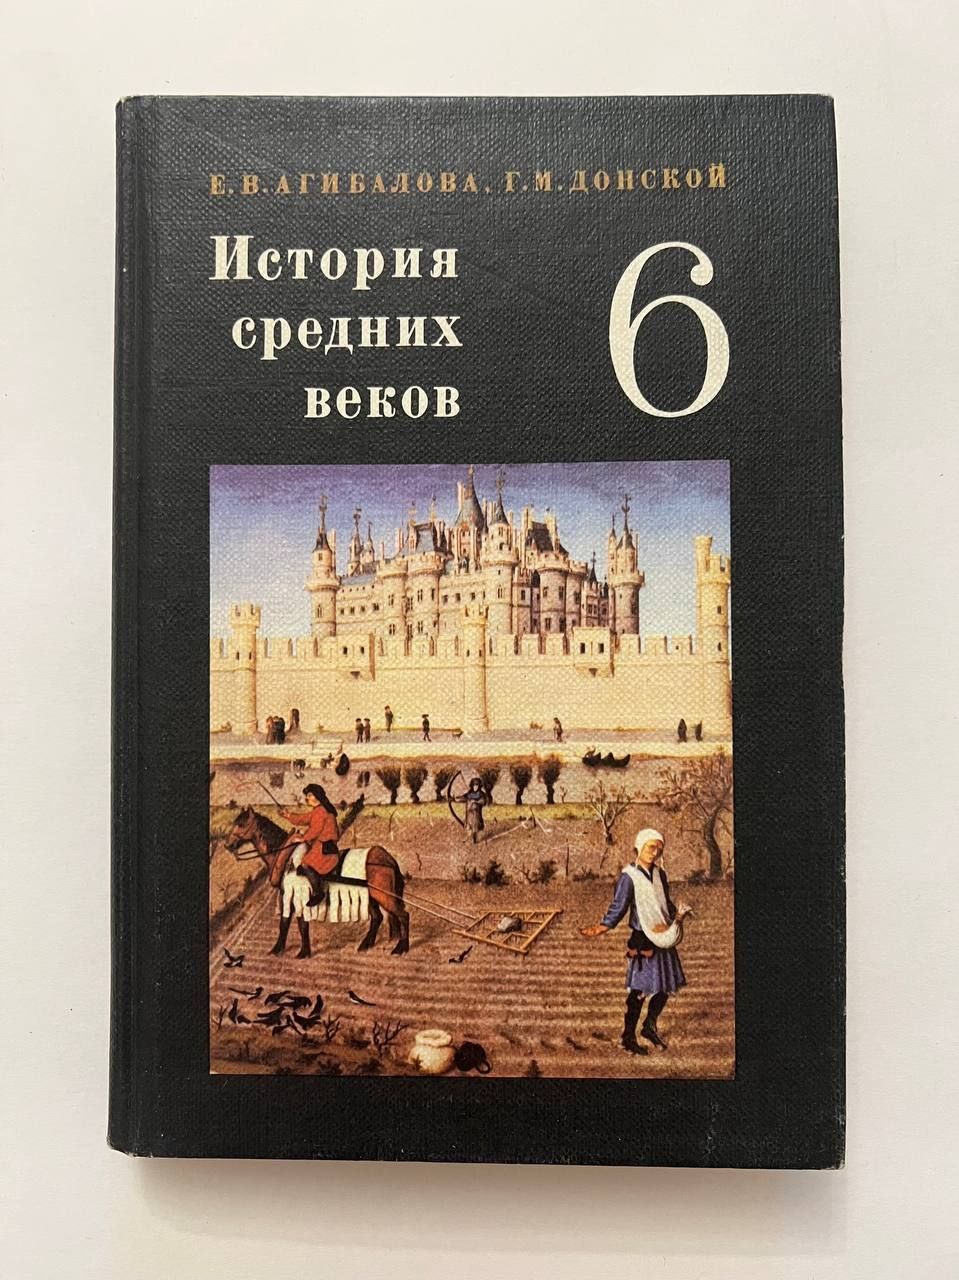 Е.В.АГИБАЛОВА, Г.М.ДОНСКОЙ
История
средних
веков
6